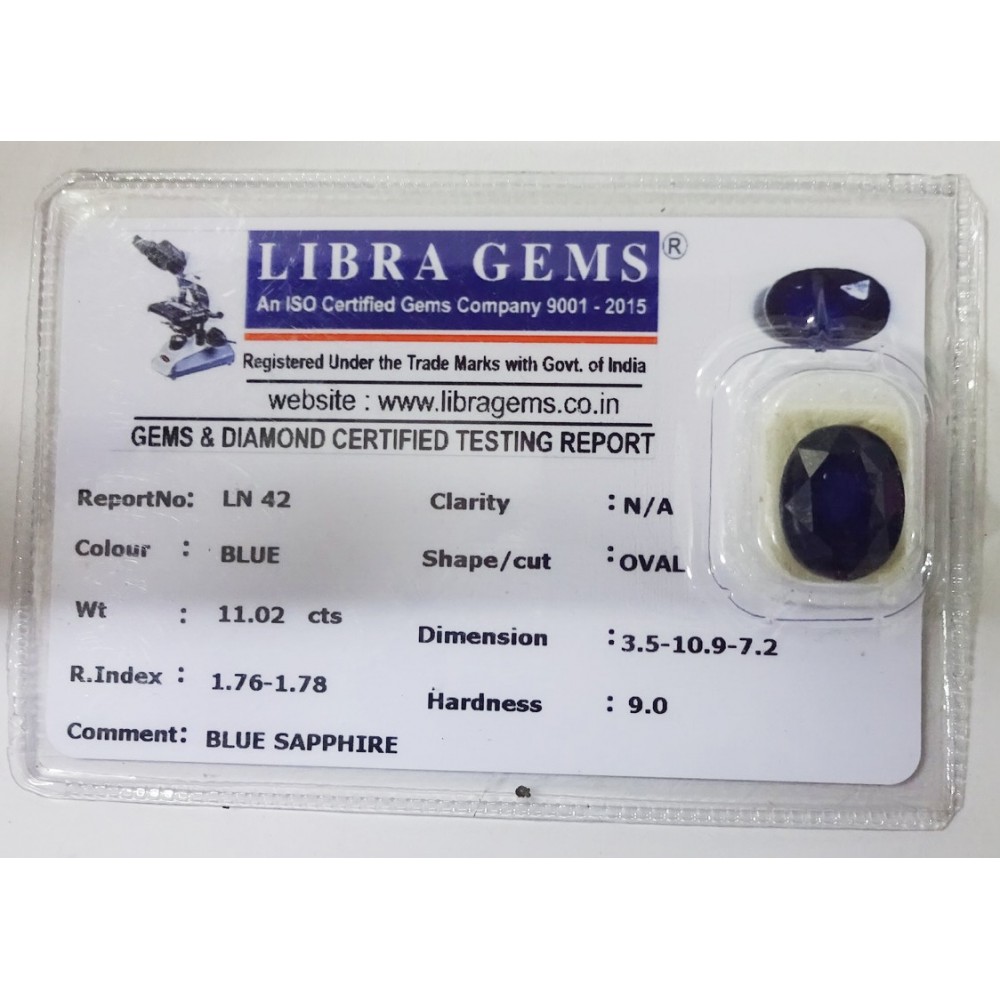 LIBRA GEMS ®
An ISO Certified Gems Company 9001 - 2015
Registered Under the Trade Marks with Govt. of India
website : www.libragems.co.in
GEMS & DIAMOND CERTIFIED TESTING REPORT
ReportNo: LN 42
Colour : BLUE
Wt : 11.02 cts
R.Index : 1.76-1.78
Comment: BLUE SAPPHIRE
Clarity : N/A
Shape/cut : OVAL
Dimension : 3.5-10.9-7.2
Hardness : 9.0